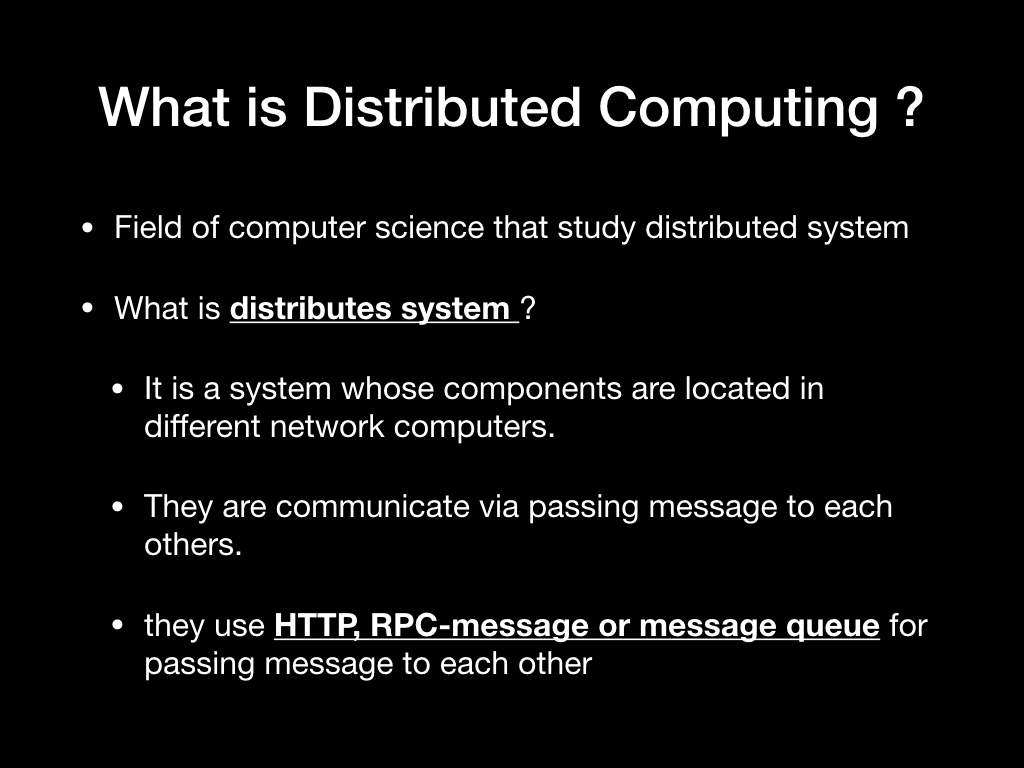 What is Distributed Computing ?
• Field of computer science that study distributed system
• What is distributes system ?
• It is a system whose components are located in
different network computers.
• They are communicate via passing message to each
others.
• they use HTTP, RPC-message or message queue for
passing message to each other